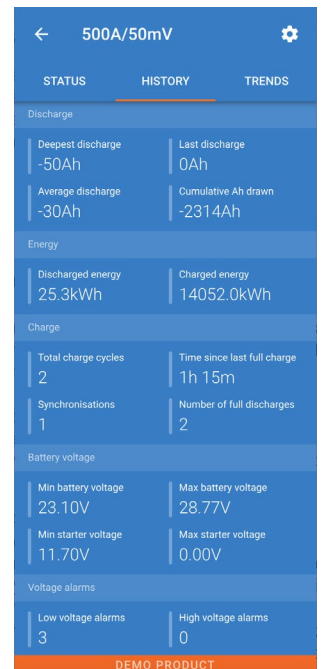 500A/50mV
STATUS HISTORY TRENDS
Discharge
Deepest discharge Last discharge
-50Ah 0Ah
Average discharge Cumulative Ah drawn
-30Ah -2314Ah
Energy
Discharged energy Charged energy
25.3kWh 14052.0kWh
Charge
Total charge cycles Time since last full charge
2 1h 15m
Synchronisations Number of full discharges
1 2
Battery voltage
Min battery voltage Max battery voltage
23.10V 28.77V
Min starter voltage Max starter voltage
11.70V 0.00V
Voltage alarms
Low voltage alarms High voltage alarms
3 0
DEMO PRODUCT